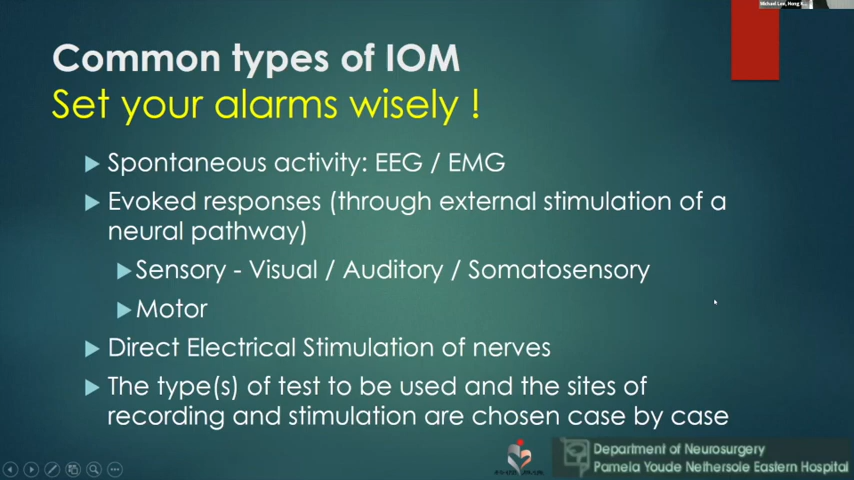 Michael Lee, Hong K...
Common types of IOM
Set your alarms wisely !
Spontaneous activity: EEG / EMG
Evoked responses (through external stimulation of a
neural pathway)
Sensory - Visual / Auditory / Somatosensory
Motor
Direct Electrical Stimulation of nerves
The type(s) of test to be used and the sites of
recording and stimulation are chosen case by case
Department of Neurosurgery
Pamela Youde Nethersole Eastern Hospital